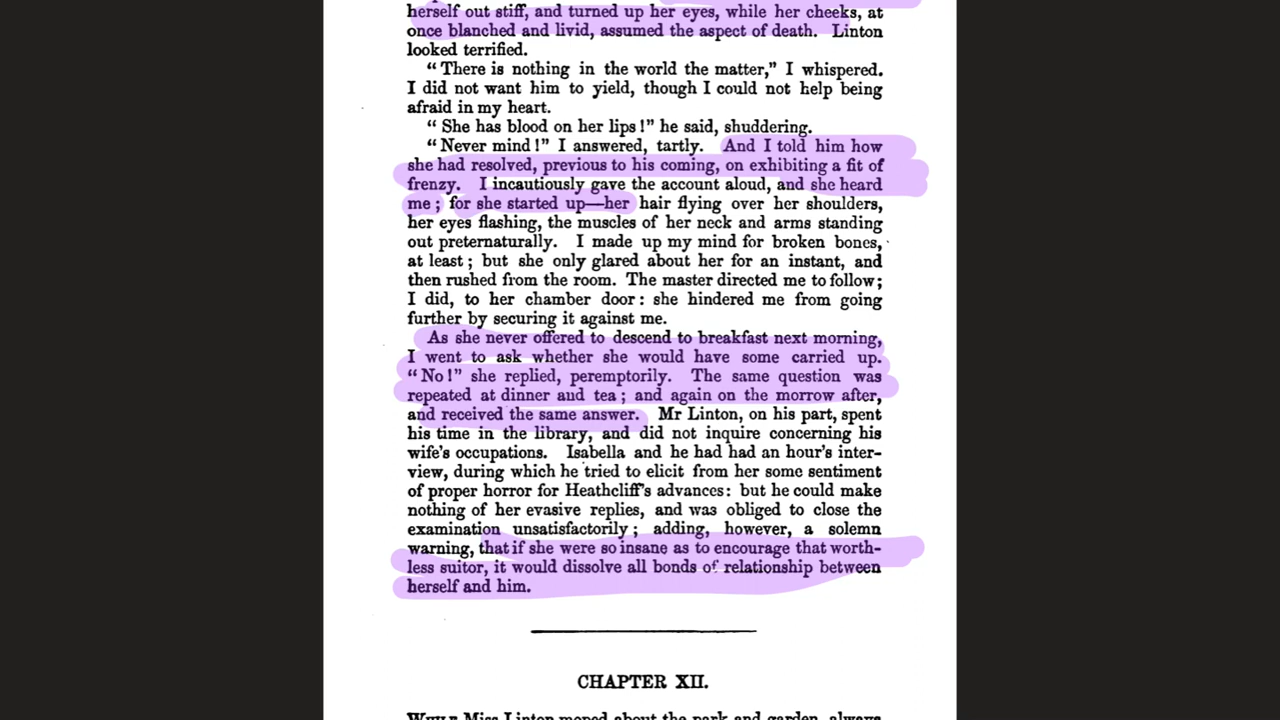 herself out stiff, and turned up her eyes, while her cheeks, at
once blanched and livid, assumed the aspect of death. Linton
looked terrified.
“There is nothing in the world the matter,” I whispered.
I did not want him to yield, though I could not help being
afraid in my heart.
“She has blood on her lips!” he said, shuddering.
“Never mind!” I answered, tartly. And I told him how
she had resolved, previous to his coming, on exhibiting a fit of
frenzy. I incautiously gave the account aloud, and she heard
me; for she started up—her hair flying over her shoulders,
her eyes flashing, the muscles of her neck and arms standing
out preternaturally. I made up my mind for broken bones,
at least; but she only glared about her for an instant, and
then rushed from the room. The master directed me to follow;
I did, to her chamber door: she hindered me from going
further by securing it against me.
As she never offered to descend to breakfast next morning,
I went to ask whether she would have some carried up.
“No!” she replied, peremptorily. The same question was
repeated at dinner and tea; and again on the morrow after,
and received the same answer. Mr Linton, on his part, spent
his time in the library, and did not inquire concerning his
wife's occupations. Isabella and he had had an hour's inter-
view, during which he tried to elicit from her some sentiment
of proper horror for Heathcliff's advances: but he could make
nothing of her evasive replies, and was obliged to close the
examination unsatisfactorily; adding, however, a solemn
warning, that if she were so insane as to encourage that worth-
less suitor, it would dissolve all bonds of relationship between
herself and him.
CHAPTER XII.
WHILE Miss Linton moped about the park and garden, always